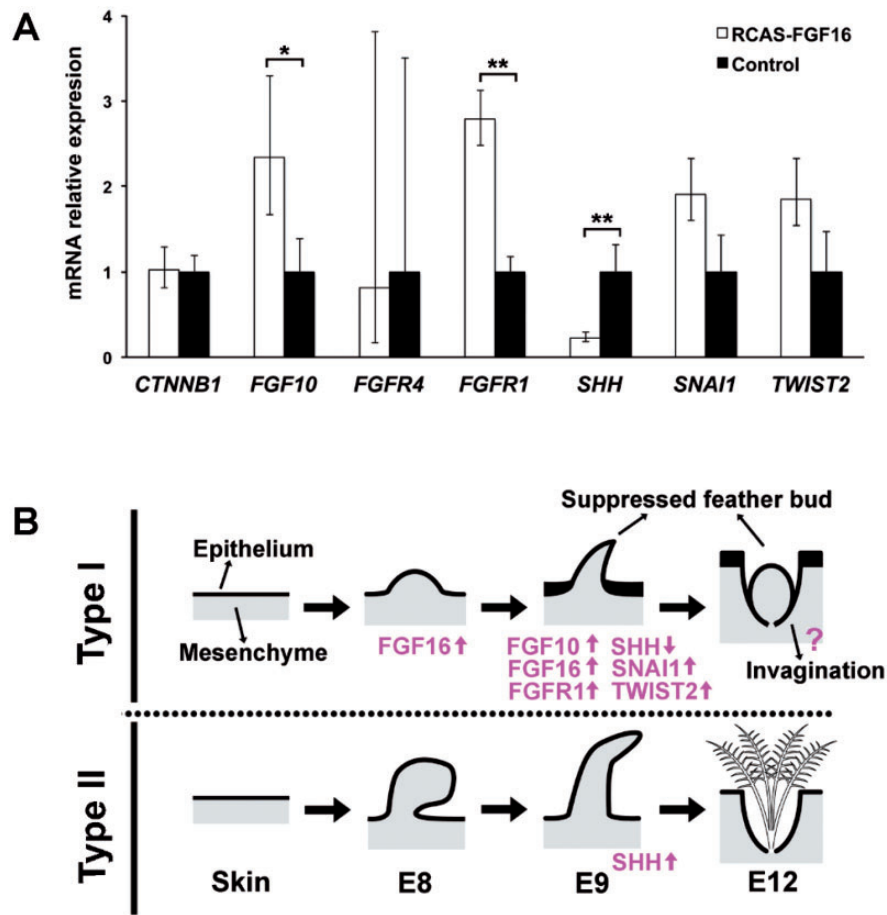 A
mRNA relative expresion
4
3
2
1
0
RCAS-FGF16
Control
*
**
**
CTNNB1 FGF10 FGFR4 FGFR1 SHH SNAI1 TWIST2
B
Type I
Epithelium
Mesenchyme
FGF16↑
Suppressed feather bud
FGF10↑ SHH↓
FGF16↑ SNAI1↑
FGFR1↑ TWIST2↑
?
Invagination
Type II
SHH↑
Skin E8 E9 E12